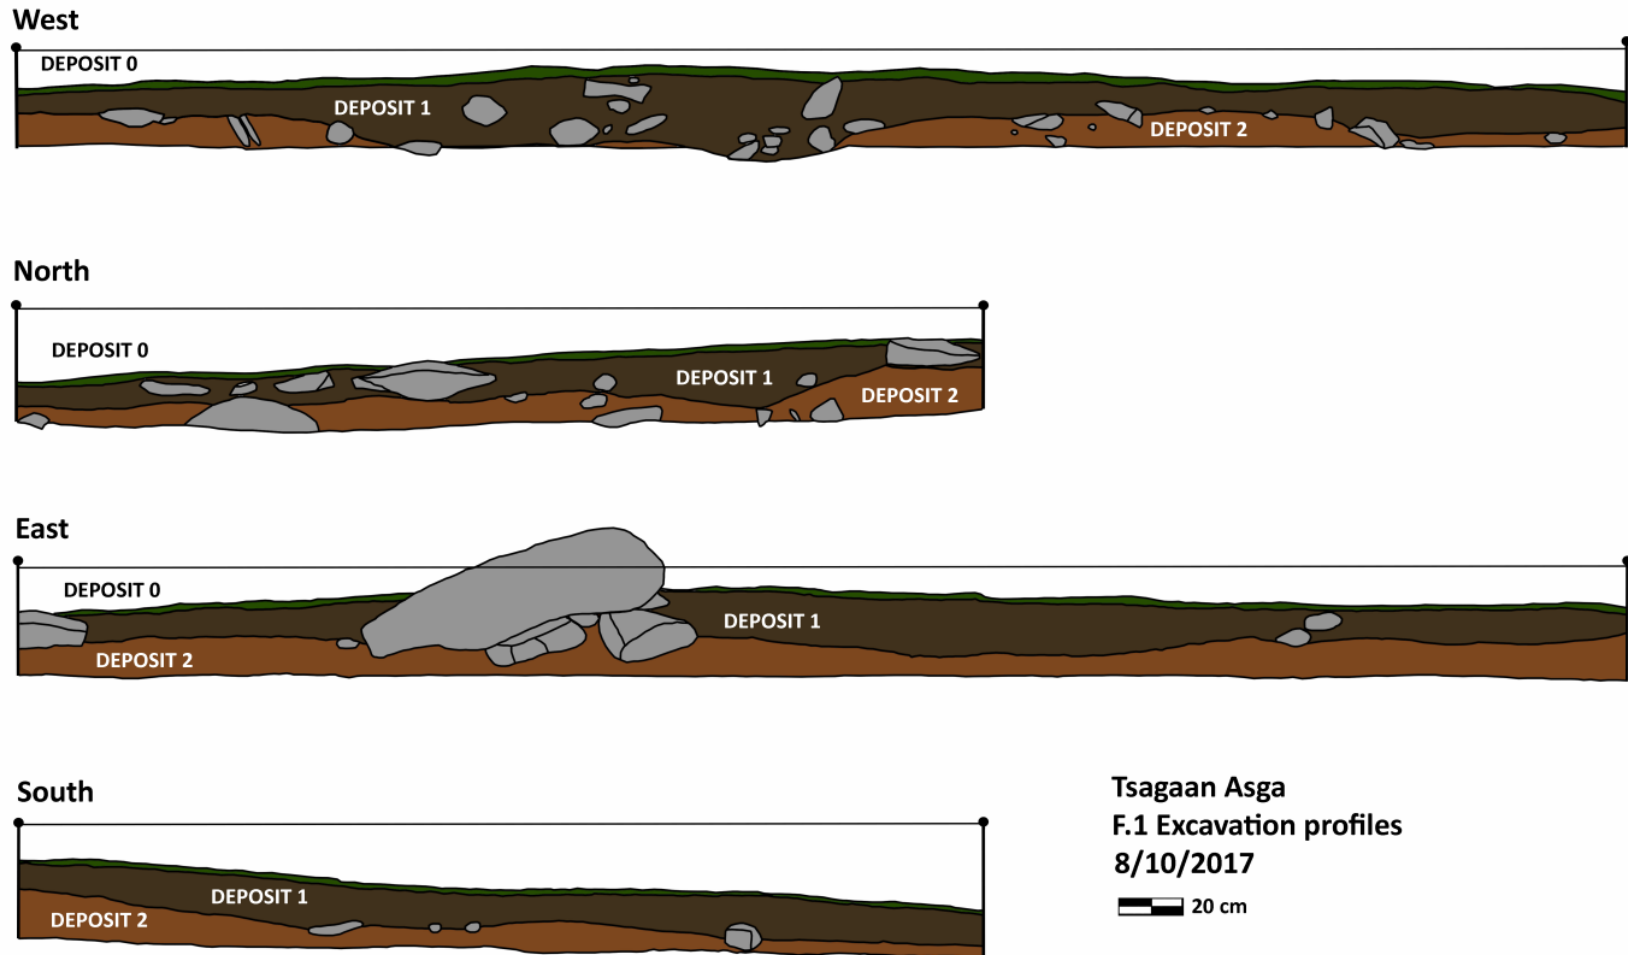 West
DEPOSIT 0
DEPOSIT 1
DEPOSIT 2
North
DEPOSIT 0
DEPOSIT 1
DEPOSIT 2
East
DEPOSIT 0
DEPOSIT 1
DEPOSIT 2
South
DEPOSIT 1
DEPOSIT 2
Tsagaan Asga
F.1 Excavation profiles
8/10/2017
20 cm